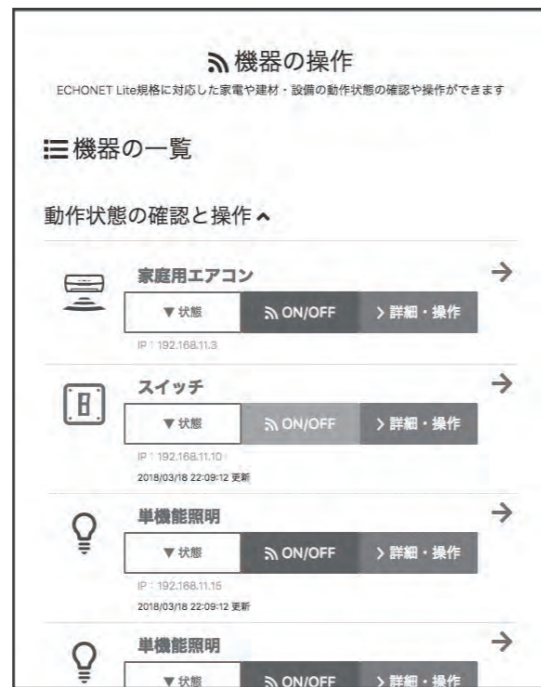 機器の操作
ECHONET Lite規格に対応した家電や建材・設備の動作状態の確認や操作ができます
機器の一覧
動作状態の確認と操作
家庭用エアコン
▼状態 ON/OFF 詳細・操作
IP：192.168.11.3
スイッチ
▼状態 ON/OFF 詳細・操作
IP：192.168.11.10
2018/03/18 22:09:12 更新
単機能照明
▼状態 ON/OFF 詳細・操作
IP：192.168.11.15
2018/03/18 22:09:12 更新
単機能照明
▼状態 ON/OFF 詳細・操作